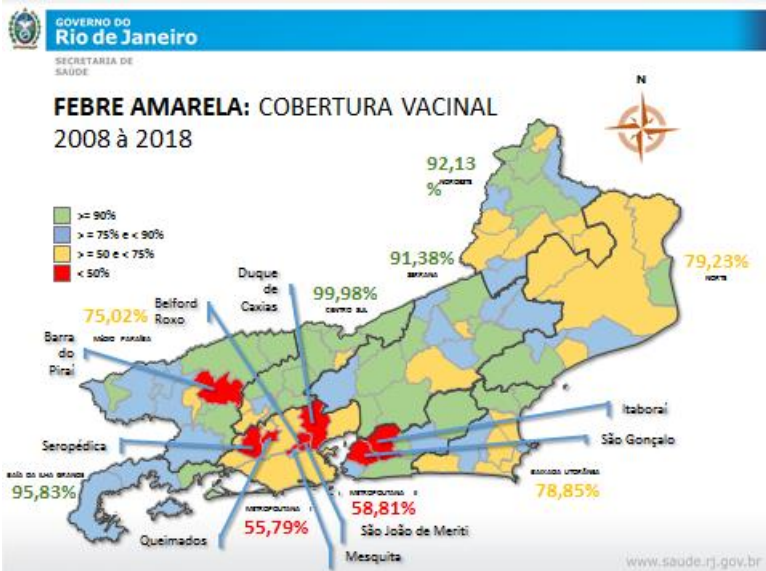 GOVERNO DO
Rio de Janeiro
SECRETARIA DE
SAÚDE
FEBRE AMARELA: COBERTURA VACINAL
2008 à 2018
N
92,13
%
NOROESTE
>= 90%
> = 75% e < 90%
> = 50 e < 75%
< 50%
91,38%
SERRANA
79,23%
NORTE
Duque
de
Caxias
99,98%
CENTRO SUL
Belford
Roxo
75,02%
MÉDIO PARAÍBA
Barra
do
Piraí
Itaboraí
São Gonçalo
Seropédica
BAÍA DA ILHA GRANDE
95,83%
BAIXADA LITORÂNEA
78,85%
METROPOLITANA I
55,79%
METROPOLITANA II
58,81%
São João de Meriti
Queimados
Mesquita
www.saude.rj.gov.br